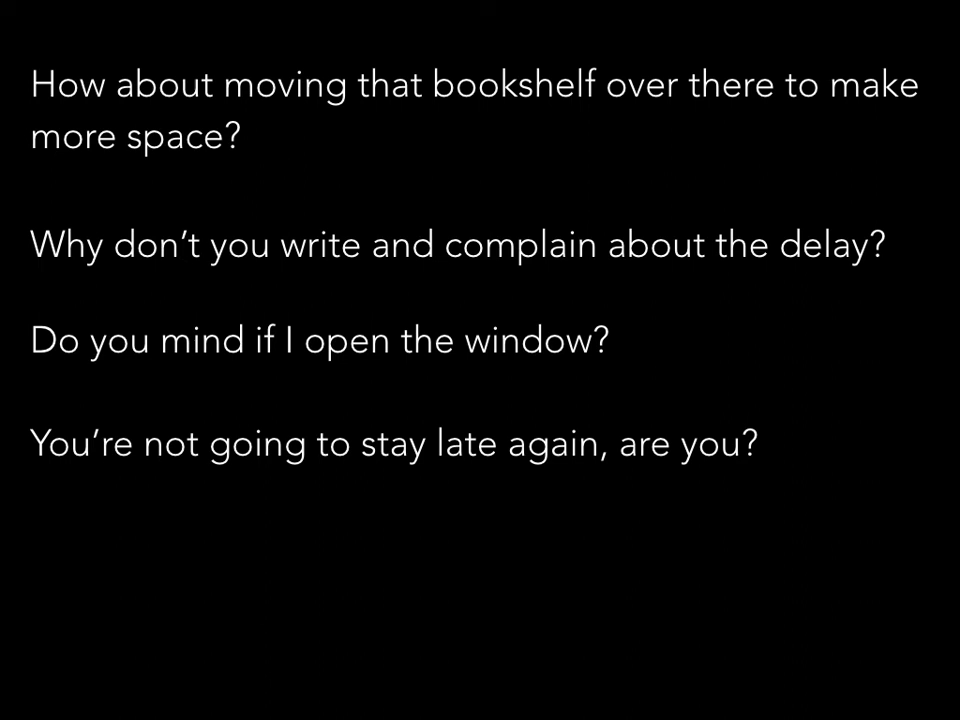 How about moving that bookshelf over there to make
more space?
Why don’t you write and complain about the delay?
Do you mind if I open the window?
You’re not going to stay late again, are you?